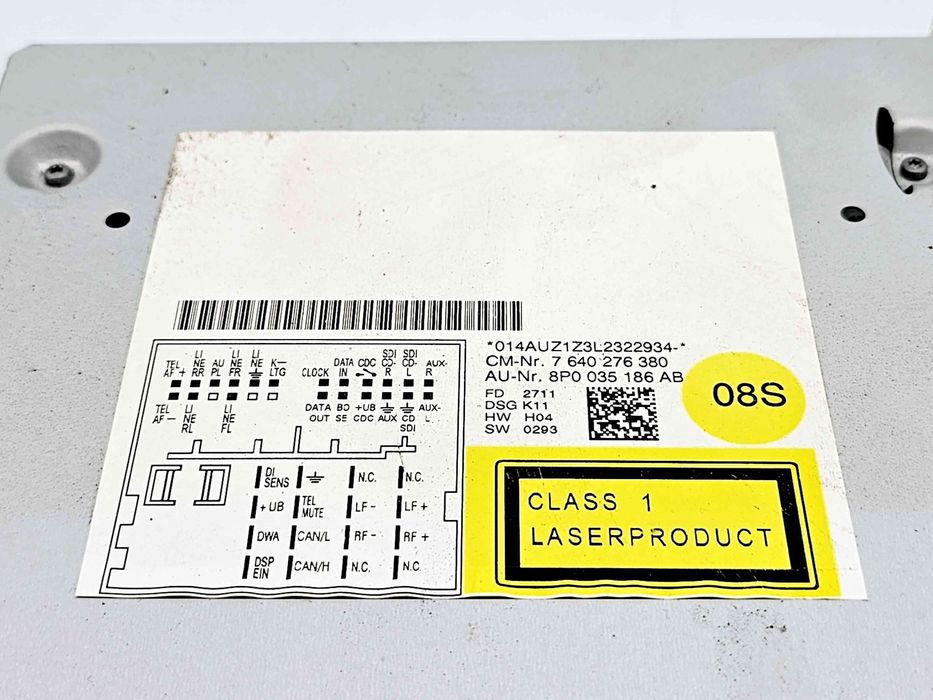 *014AUZ1Z3L2322934-*
CM-Nr. 7 640 276 380
AU-Nr. 8P0 035 186 AB
FD 2711
DSG K11
HW H04
SW 0293
08S
TEL AF + LI NE RR AU PL LI NE FR LI NE K- LTG CLOCK DATA IN CDC SDI CD- R SDI CD- L AUX- R
TEL AF - LI NE RL LI NE FL DATA OUT BO SE +UB CDC AUX CD SDI AUX- L
DI SENS N.C. N.C.
+ UB TEL MUTE LF - LF +
DWA CAN/L RF - RF +
DSP EIN CAN/H N.C. N.C.
CLASS 1
LASERPRODUCT